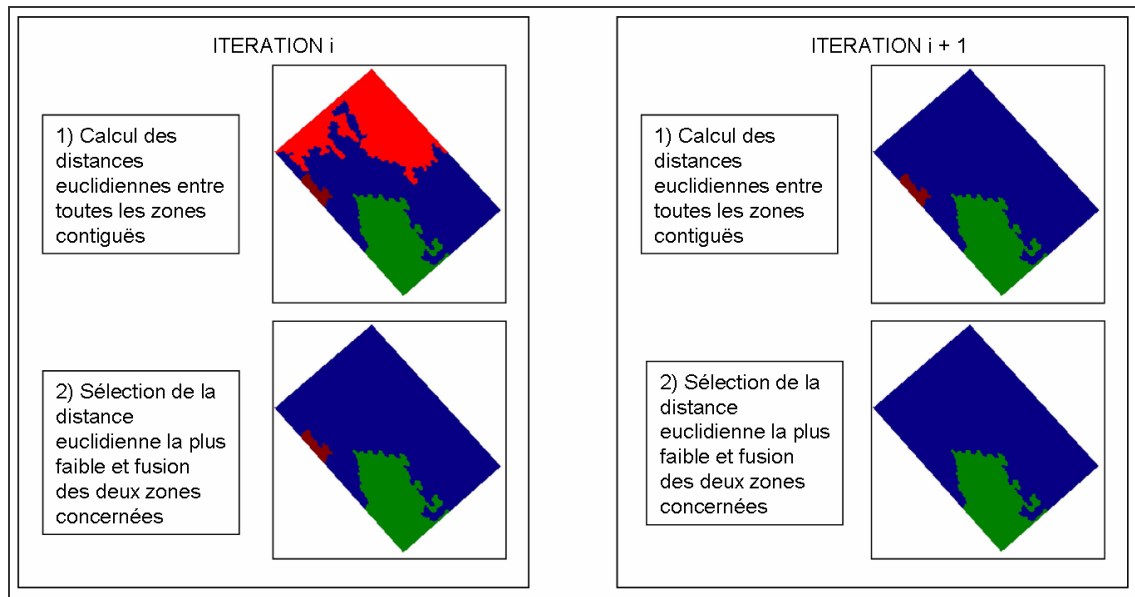 ITERATION i
1) Calcul des
distances
euclidiennes entre
toutes les zones
contiguës
2) Sélection de la
distance
euclidienne la plus
faible et fusion
des deux zones
concernées
ITERATION i + 1
1) Calcul des
distances
euclidiennes entre
toutes les zones
contiguës
2) Sélection de la
distance
euclidienne la plus
faible et fusion
des deux zones
concernées